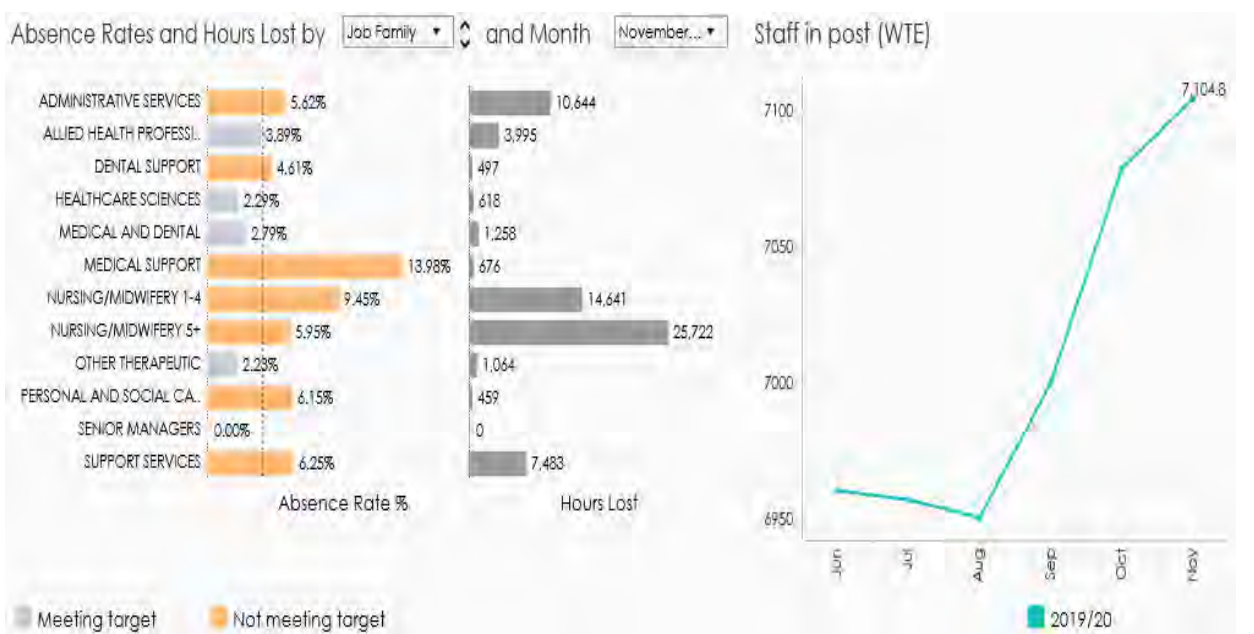 Absence Rates and Hours Lost by Job Family and Month November...
ADMINISTRATIVE SERVICES 5.62% 10,644
ALLIED HEALTH PROFESSI.. 3.89% 3,995
DENTAL SUPPORT 4.61% 497
HEALTHCARE SCIENCES 2.29% 618
MEDICAL AND DENTAL 2.79% 1,258
MEDICAL SUPPORT 13.98% 676
NURSING/MIDWIFERY 1-4 9.45% 14,641
NURSING/MIDWIFERY 5+ 5.95% 25,722
OTHER THERAPEUTIC 2.23% 1,064
PERSONAL AND SOCIAL CA.. 6.15% 459
SENIOR MANAGERS 0.00% 0
SUPPORT SERVICES 6.25% 7,483
Absence Rate % Hours Lost
Meeting target Not meeting target
Staff in post (WTE)
7,104.8
7100
7050
7000
6950
Jun Jul Aug Sep Oct Nov
2019/20